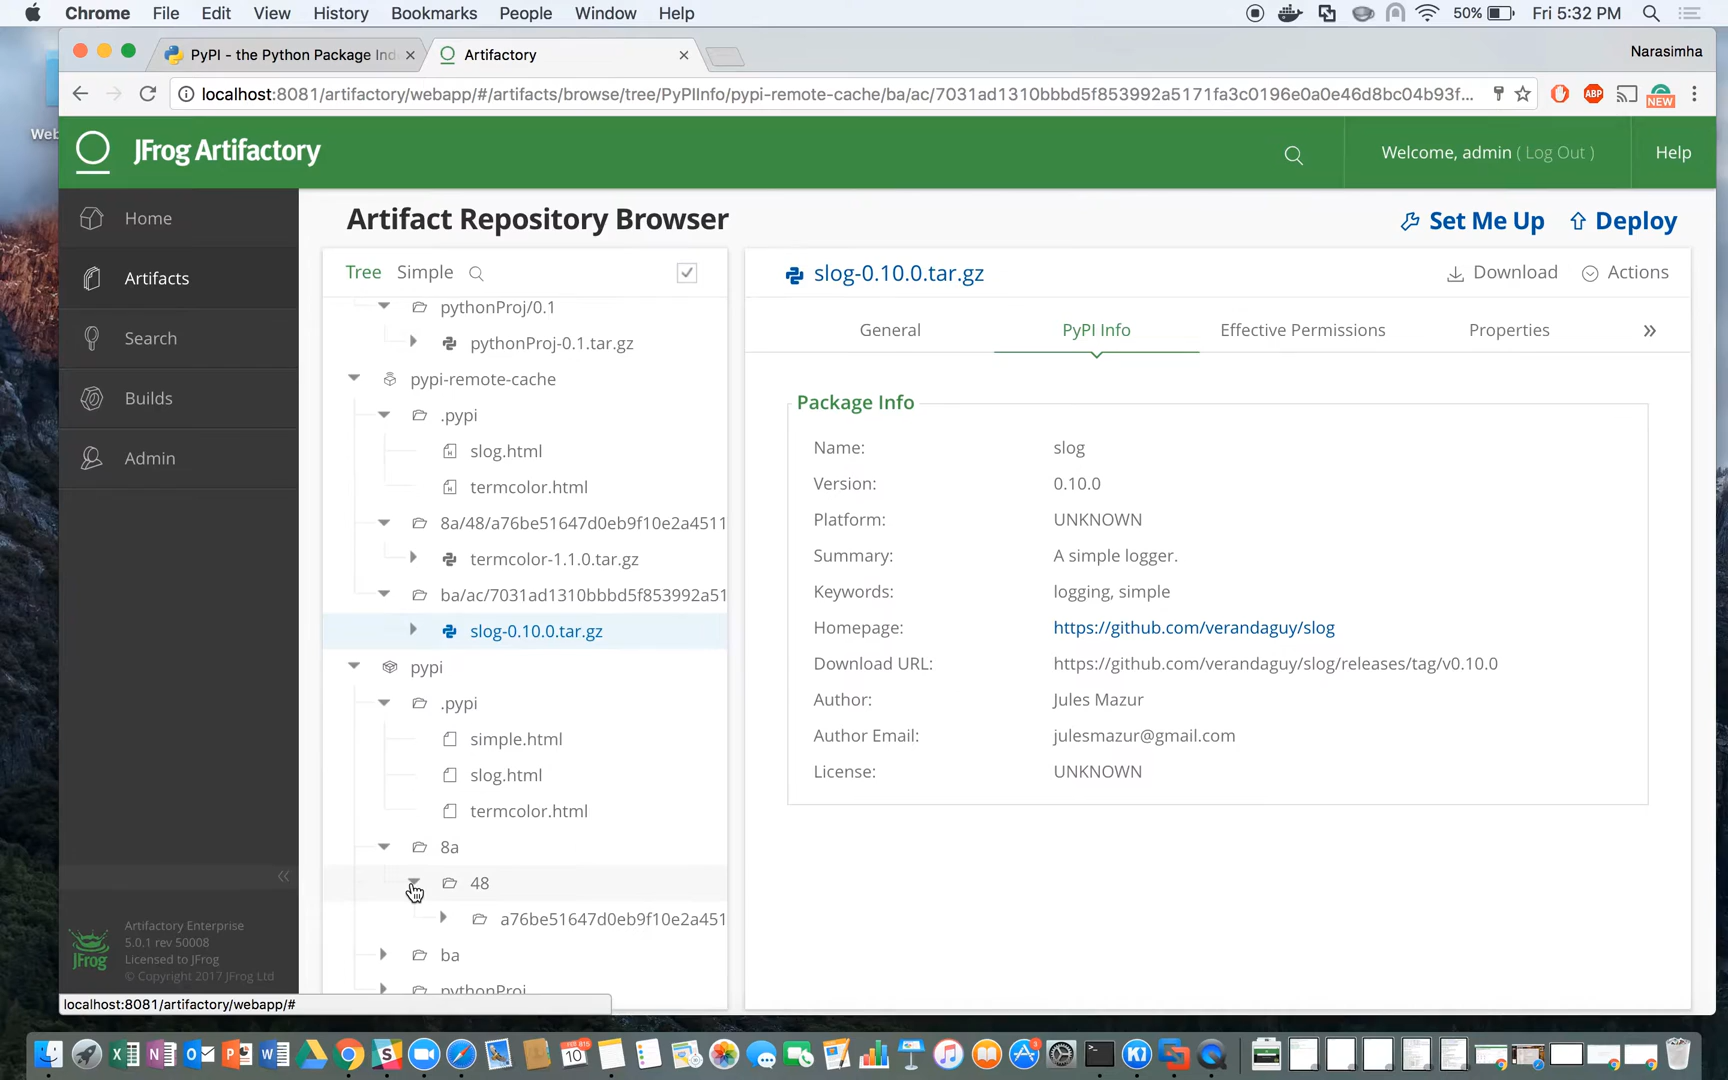 Chrome File Edit View History Bookmarks People Window Help 50% Fri 5:32 PM
PyPI - the Python Package Ind Artifactory Narasimha
localhost:8081/artifactory/webapp/#/artifacts/browse/tree/PyPIInfo/pypi-remote-cache/ba/ac/7031ad1310bbbd5f853992a5171fa3c0196e0a0e46d8bc04b93f... ABP NEW
Web
JFrog Artifactory Welcome, admin ( Log Out ) Help
Home
Artifacts
Search
Builds
Admin
Artifact Repository Browser Set Me Up Deploy
Tree Simple
pythonProj/0.1
pythonProj-0.1.tar.gz
pypi-remote-cache
.pypi
slog.html
termcolor.html
8a/48/a76be51647d0eb9f10e2a4511
termcolor-1.1.0.tar.gz
ba/ac/7031ad1310bbbd5f853992a51
slog-0.10.0.tar.gz
pypi
.pypi
simple.html
slog.html
termcolor.html
8a
48
a76be51647d0eb9f10e2a451
ba
pythonProj
slog-0.10.0.tar.gz Download Actions
General PyPI Info Effective Permissions Properties
Package Info
Name: slog
Version: 0.10.0
Platform: UNKNOWN
Summary: A simple logger.
Keywords: logging, simple
Homepage: https://github.com/verandaguy/slog
Download URL: https://github.com/verandaguy/slog/releases/tag/v0.10.0
Author: Jules Mazur
Author Email: julesmazur@gmail.com
License: UNKNOWN
JFrog
Artifactory Enterprise
5.0.1 rev 50008
Licensed to JFrog
© Copyright 2017 JFrog Ltd
localhost:8081/artifactory/webapp/#